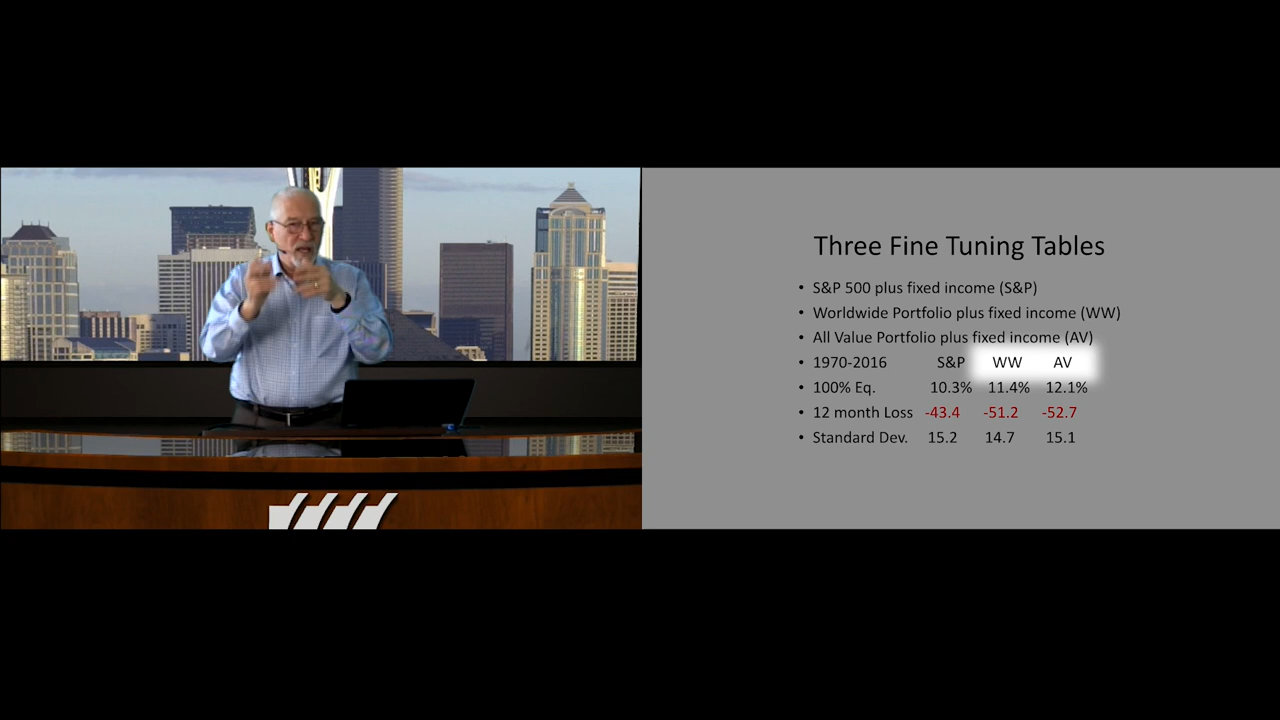 Three Fine Tuning Tables
• S&P 500 plus fixed income (S&P)
• Worldwide Portfolio plus fixed income (WW)
• All Value Portfolio plus fixed income (AV)
• 1970-2016 S&P WW AV
• 100% Eq. 10.3% 11.4% 12.1%
• 12 month Loss -43.4 -51.2 -52.7
• Standard Dev. 15.2 14.7 15.1